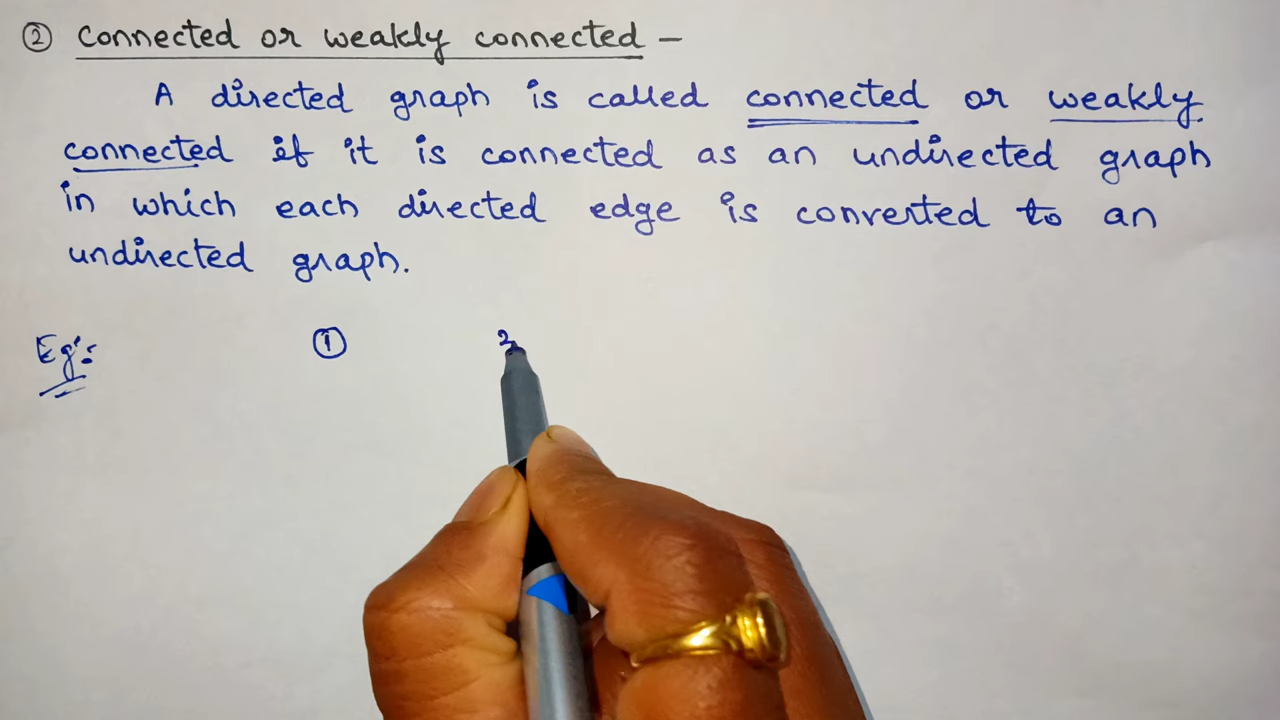 ② connected or weakly connected –
A directed graph is called connected or weakly
connected if it is connected as an undirected graph
in which each directed edge is converted to an
undirected graph.
Eg:
① 2